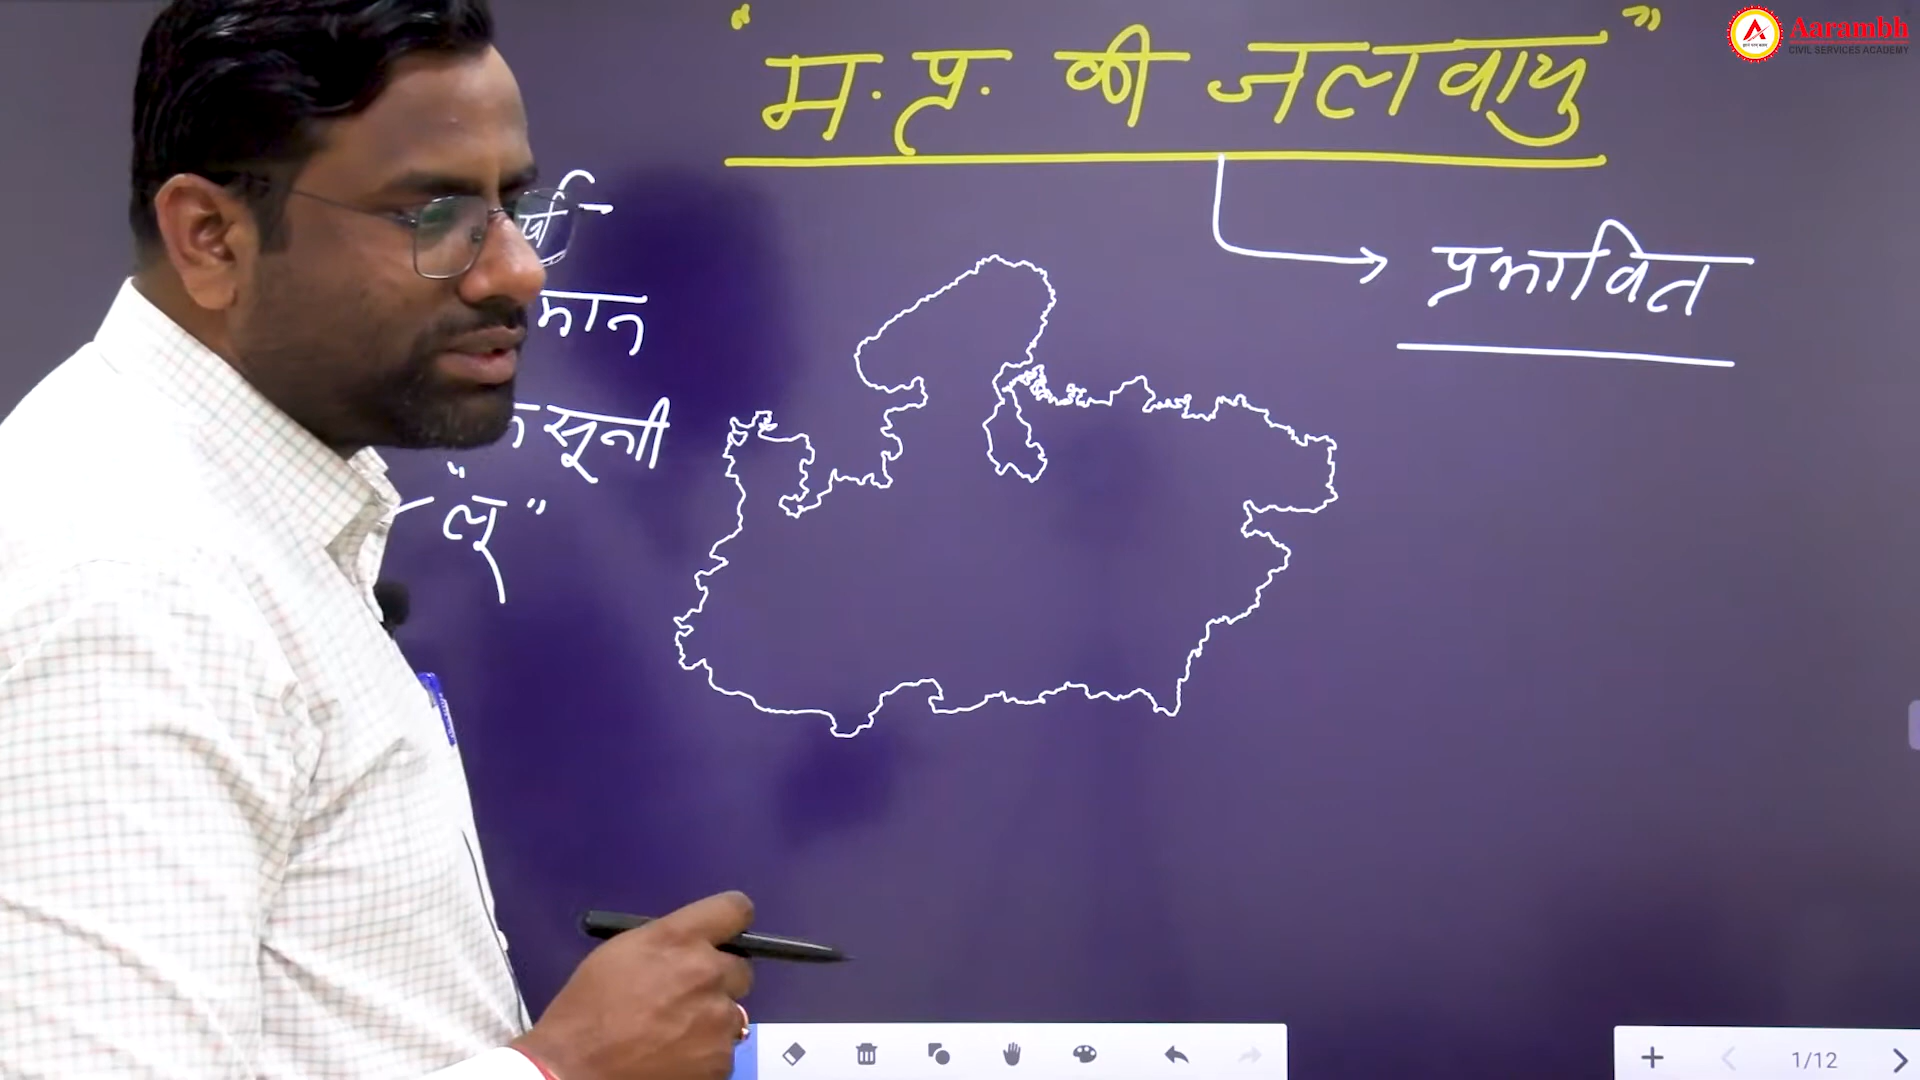 "म. प्र. की जलवायु"
Aarambh
CIVIL SERVICES ACADEMY
प्रभावित
"लू"
1/12